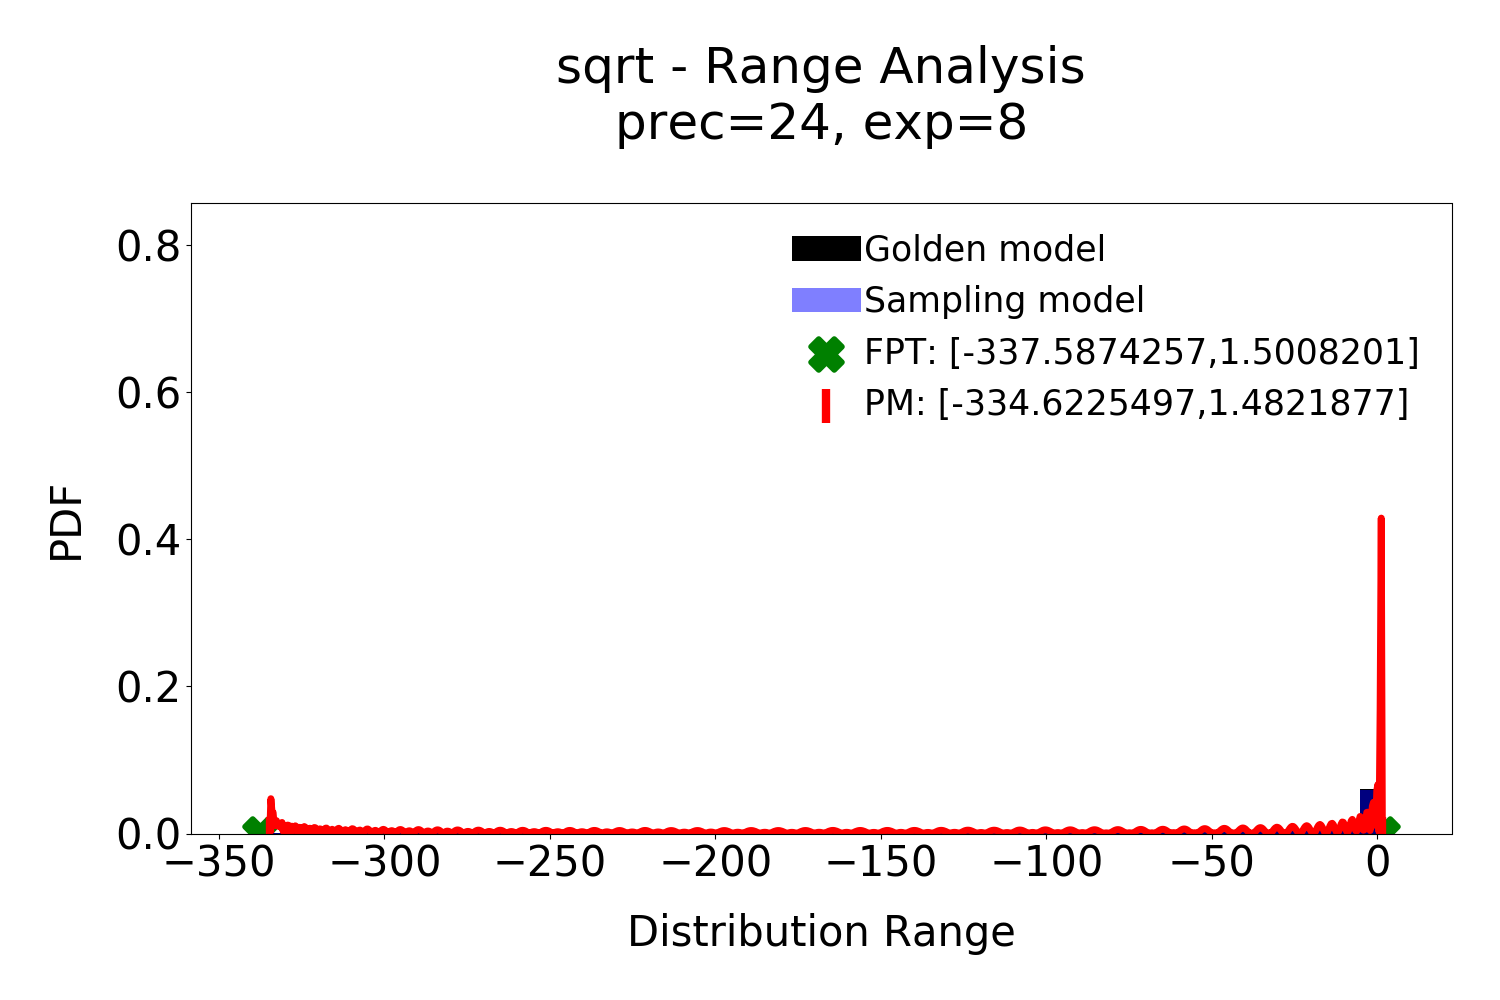 sqrt - Range Analysis
prec=24, exp=8
0.8
0.6
0.4
0.2
0.0
PDF
Golden model
Sampling model
FPT: [-337.5874257,1.5008201]
PM: [-334.6225497,1.4821877]
−350 −300 −250 −200 −150 −100 −50 0
Distribution Range